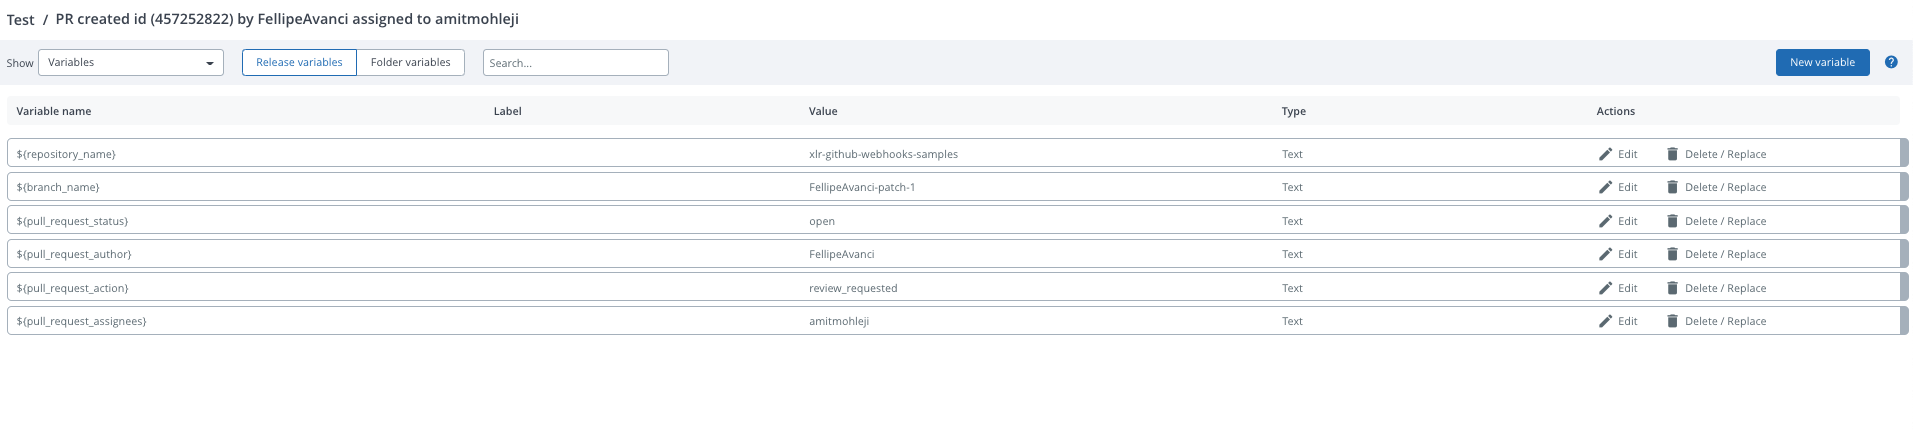 Test / PR created id (457252822) by FellipeAvanci assigned to amitmohleji
Show Variables Release variables Folder variables Search... New variable ?
Variable name Label Value Type Actions
${repository_name} xlr-github-webhooks-samples Text Edit Delete / Replace
${branch_name} FellipeAvanci-patch-1 Text Edit Delete / Replace
${pull_request_status} open Text Edit Delete / Replace
${pull_request_author} FellipeAvanci Text Edit Delete / Replace
${pull_request_action} review_requested Text Edit Delete / Replace
${pull_request_assignees} amitmohleji Text Edit Delete / Replace